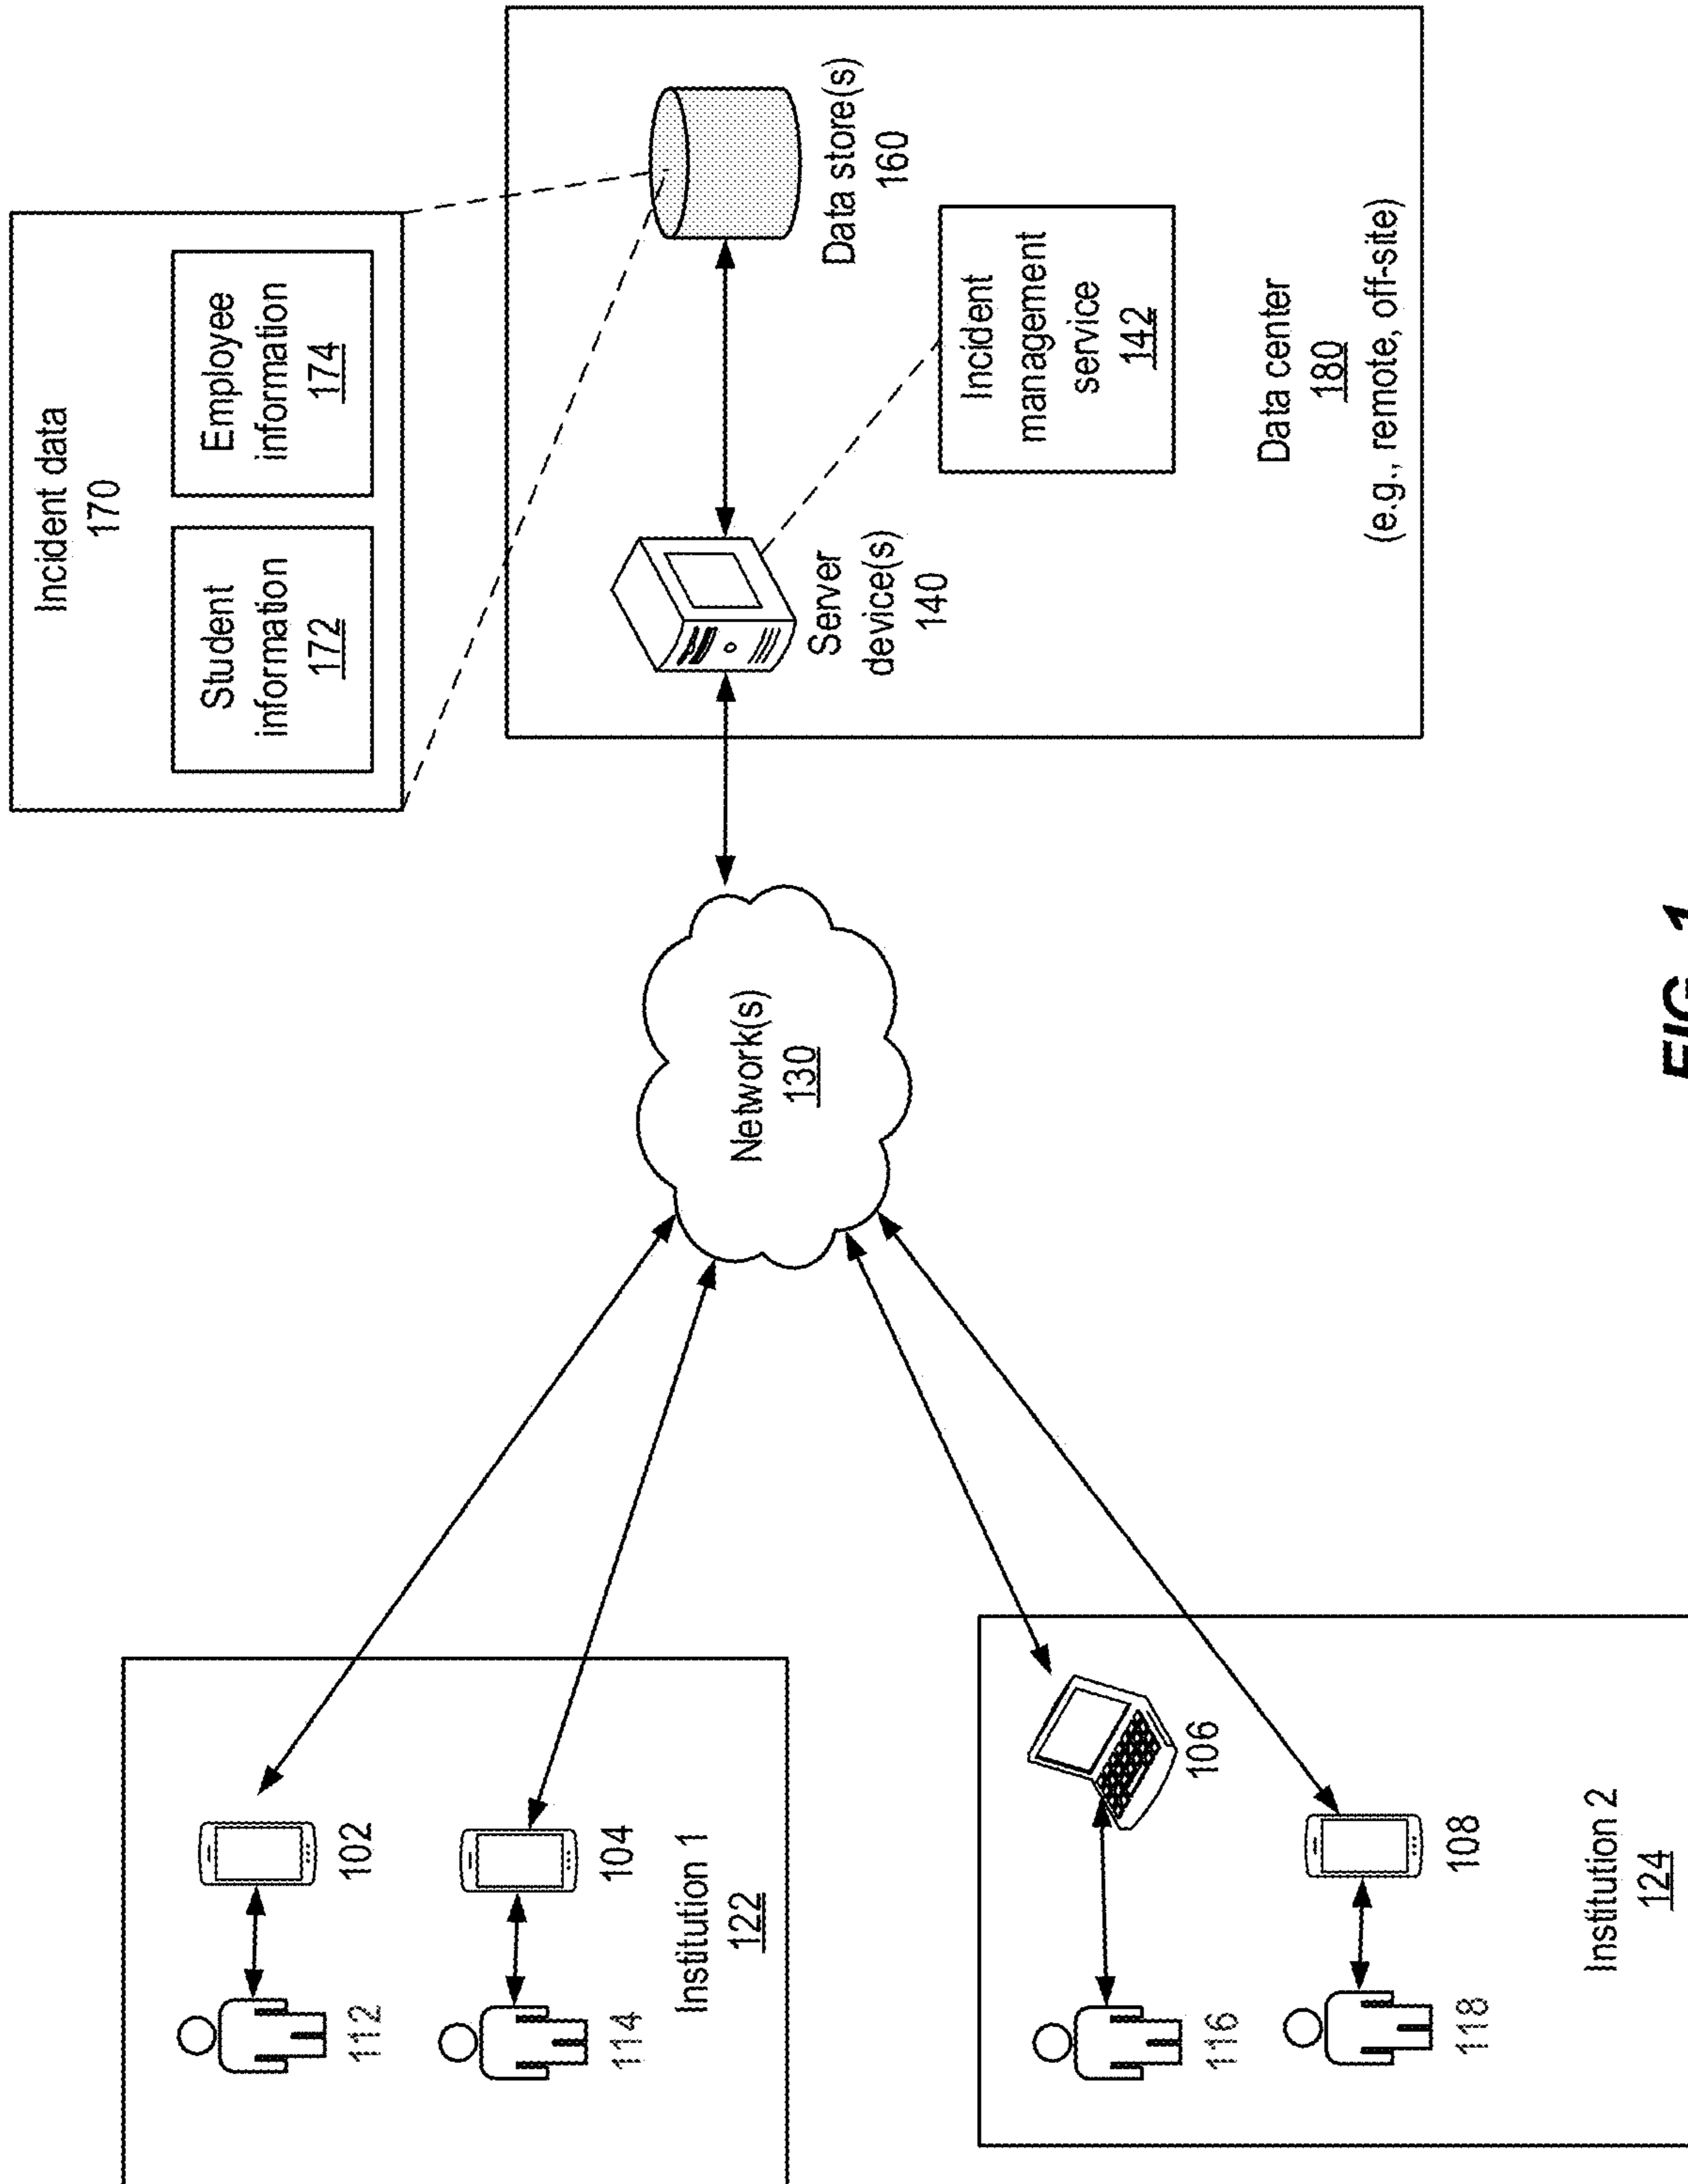 Incident data
170
Student
information
172
Employee
information
174
Institution 1
122
112
102
114
104
Network(s)
130
Server
device(s)
140
Data store(s)
160
Incident
management
service
142
Data center
180
(e.g., remote, off-site)
116
106
118
108
Institution 2
124
FIG. 1